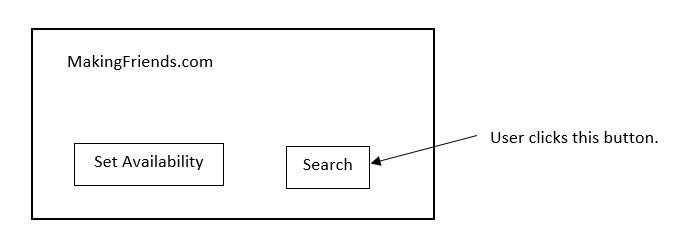 MakingFriends.com
User clicks this button.
Set Availability
Search